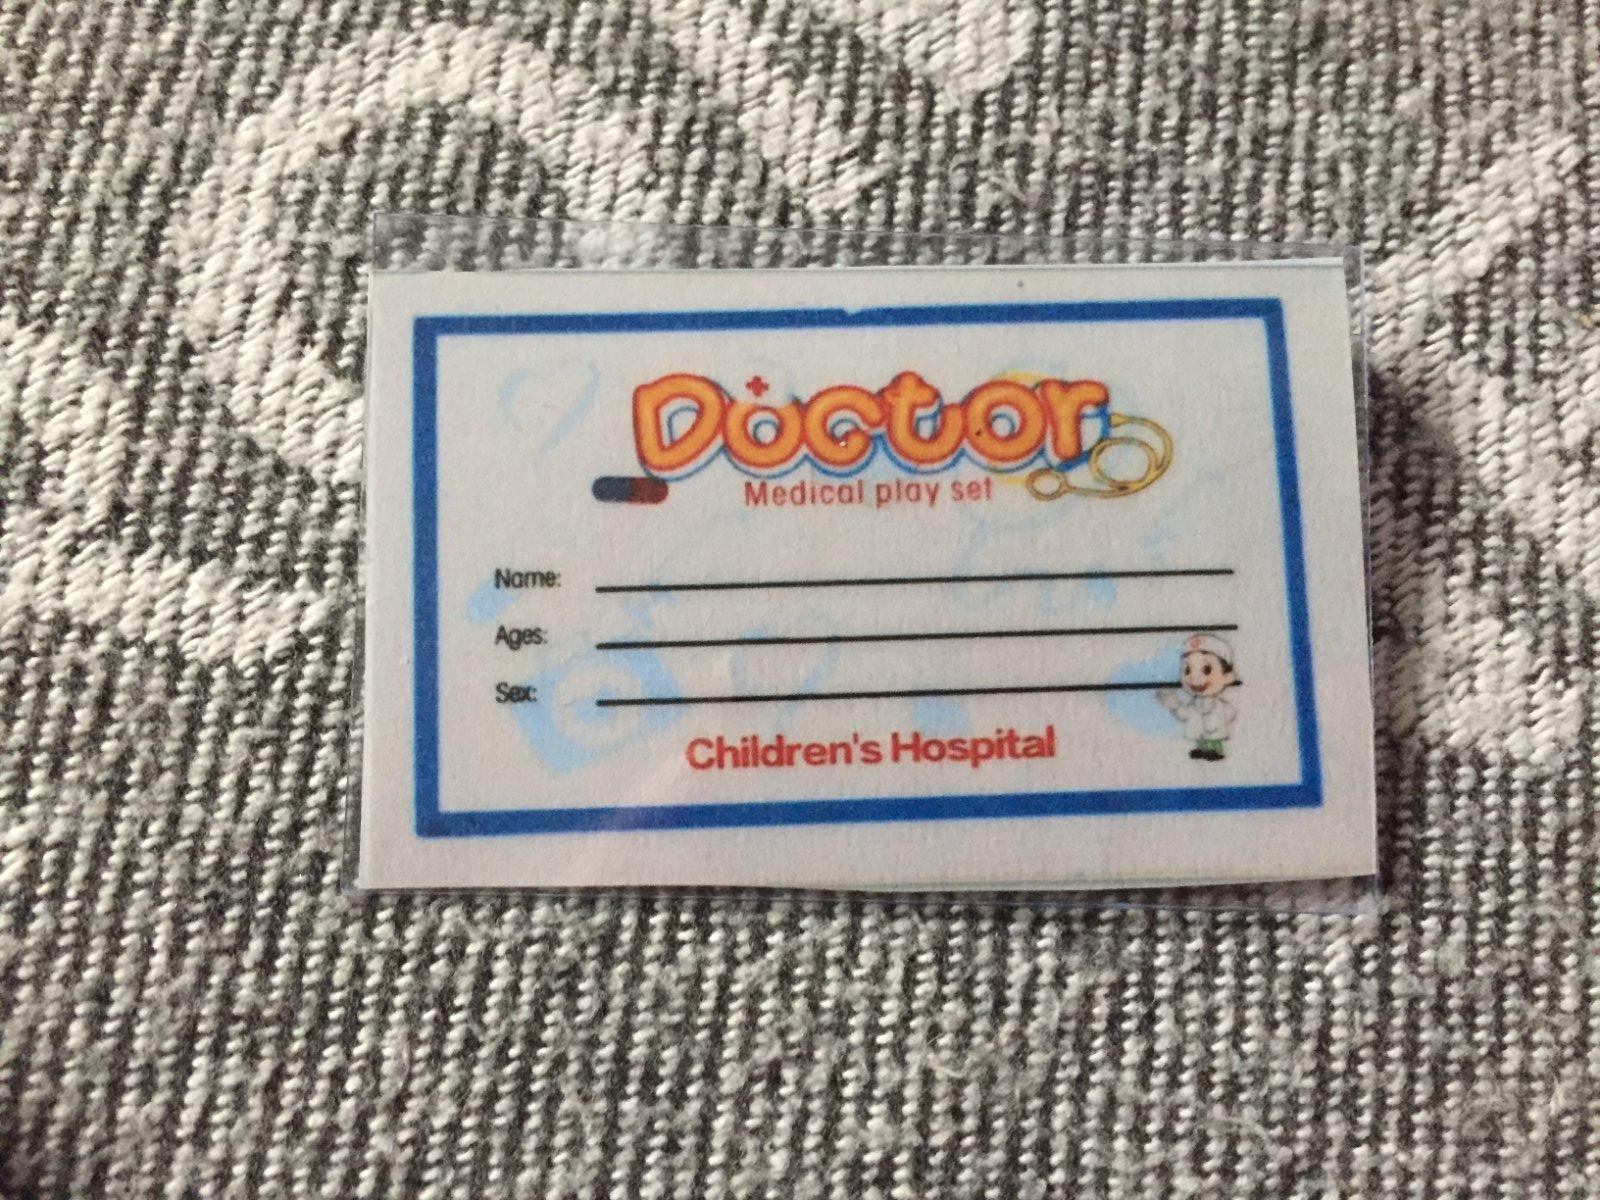 Doctor
Medical play set
Name:
Ages:
Sex:
Children's Hospital